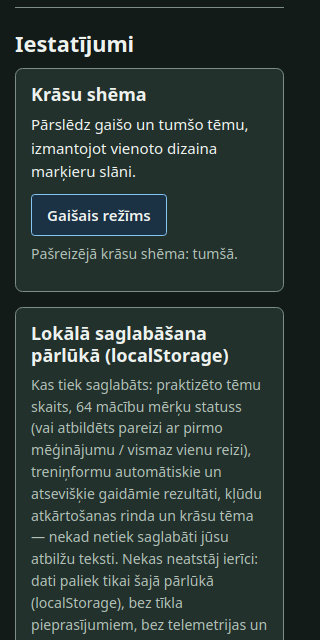 Iestatījumi
Krāsu shēma
Pārslēdz gaišo un tumšo tēmu,
izmantojot vienoto dizaina
marķieru slāni.
Gaišais režīms
Pašreizējā krāsu shēma: tumšā.
Lokālā saglabāšana
pārlūkā (localStorage)
Kas tiek saglabāts: praktizēto tēmu
skaits, 64 mācību mērķu statuss
(vai atbildēts pareizi ar pirmo
mēģinājumu / vismaz vienu reizi),
treniņformu automātiskie un
atsevišķie gaidāmie rezultāti, kļūdu
atkārtošanas rinda un krāsu tēma
— nekad netiek saglabāti jūsu
atbilžu teksti. Nekas neatstāj ierīci:
dati paliek tikai šajā pārlūkā
(localStorage), bez tīkla
pieprasījumiem, bez telemetrijas un